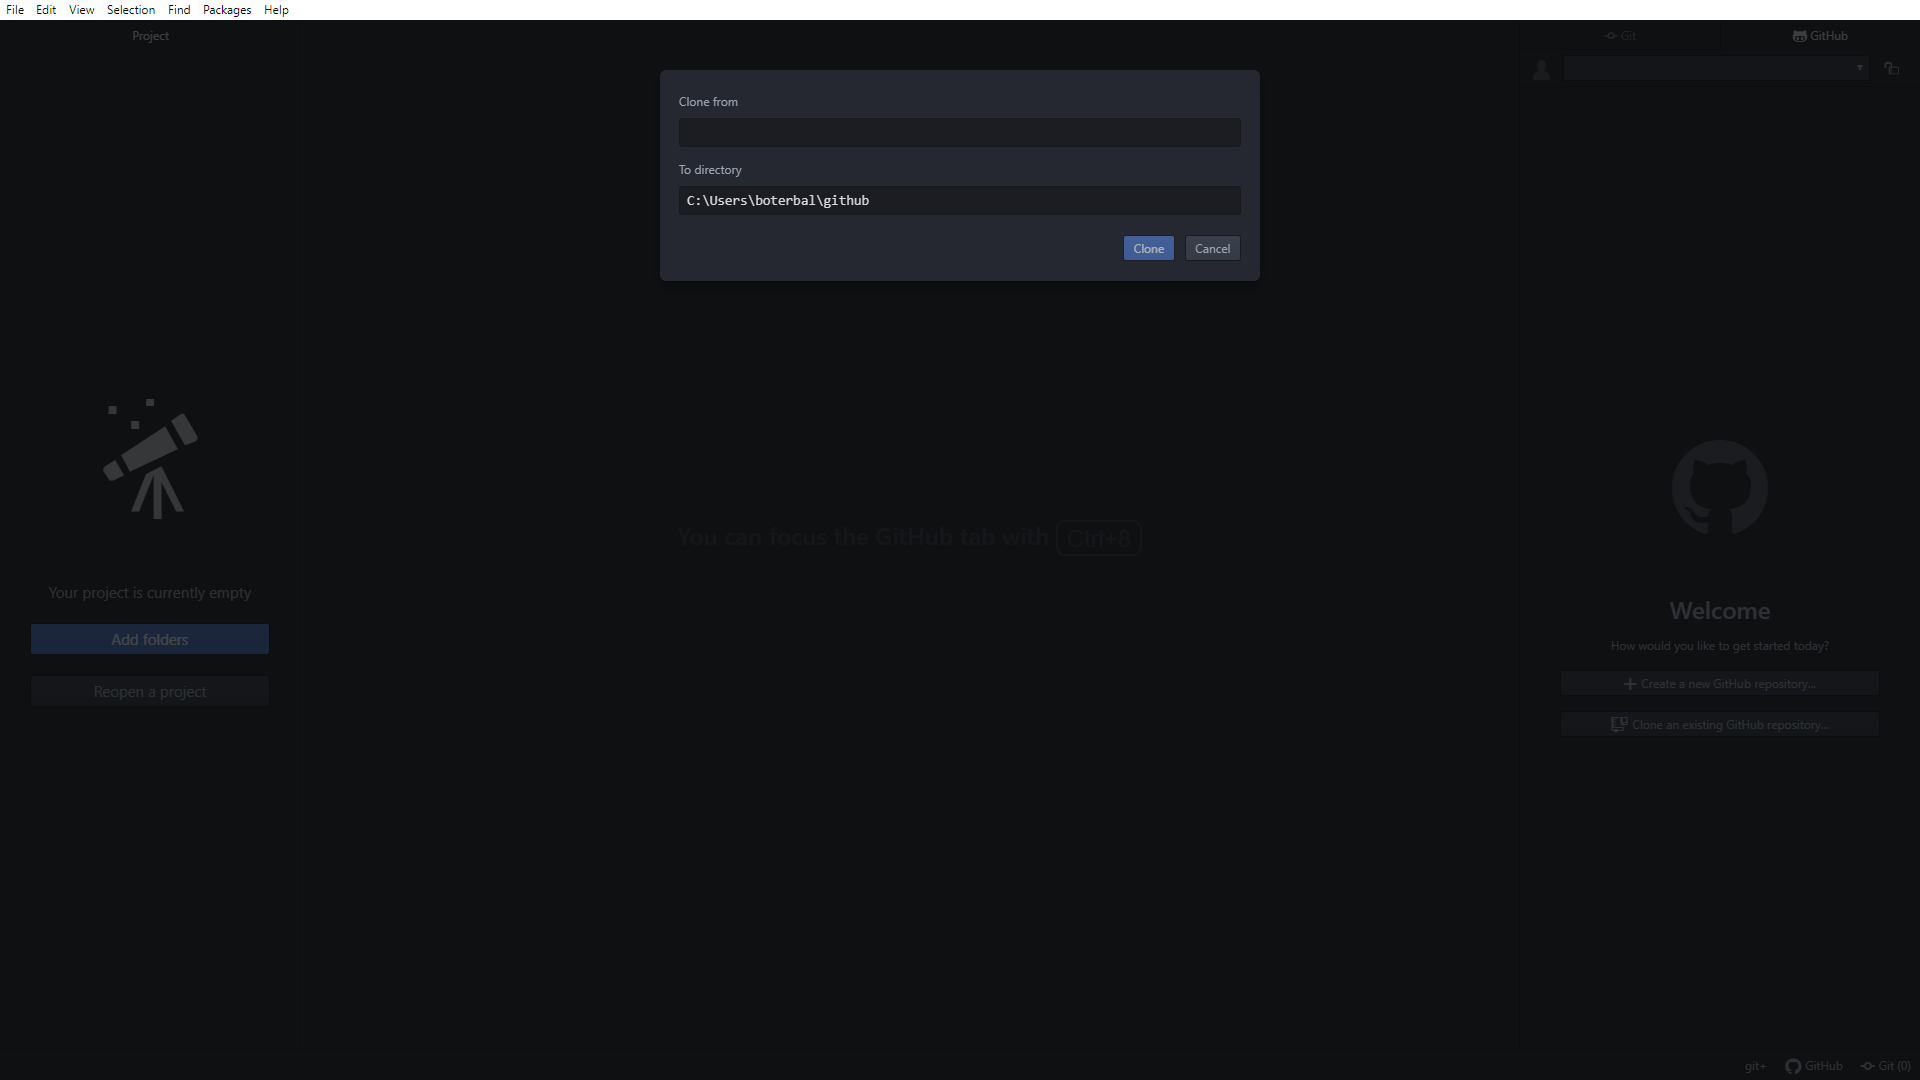 File Edit View Selection Find Packages Help
Project
Git
GitHub
Clone from
To directory
C:\Users\boterbal\github
Clone
Cancel
You can focus the GitHub tab with Ctrl+8
Your project is currently empty
Add folders
Reopen a project
Welcome
How would you like to get started today?
Create a new GitHub repository...
Clone an existing GitHub repository...
git+
GitHub
Git (0)